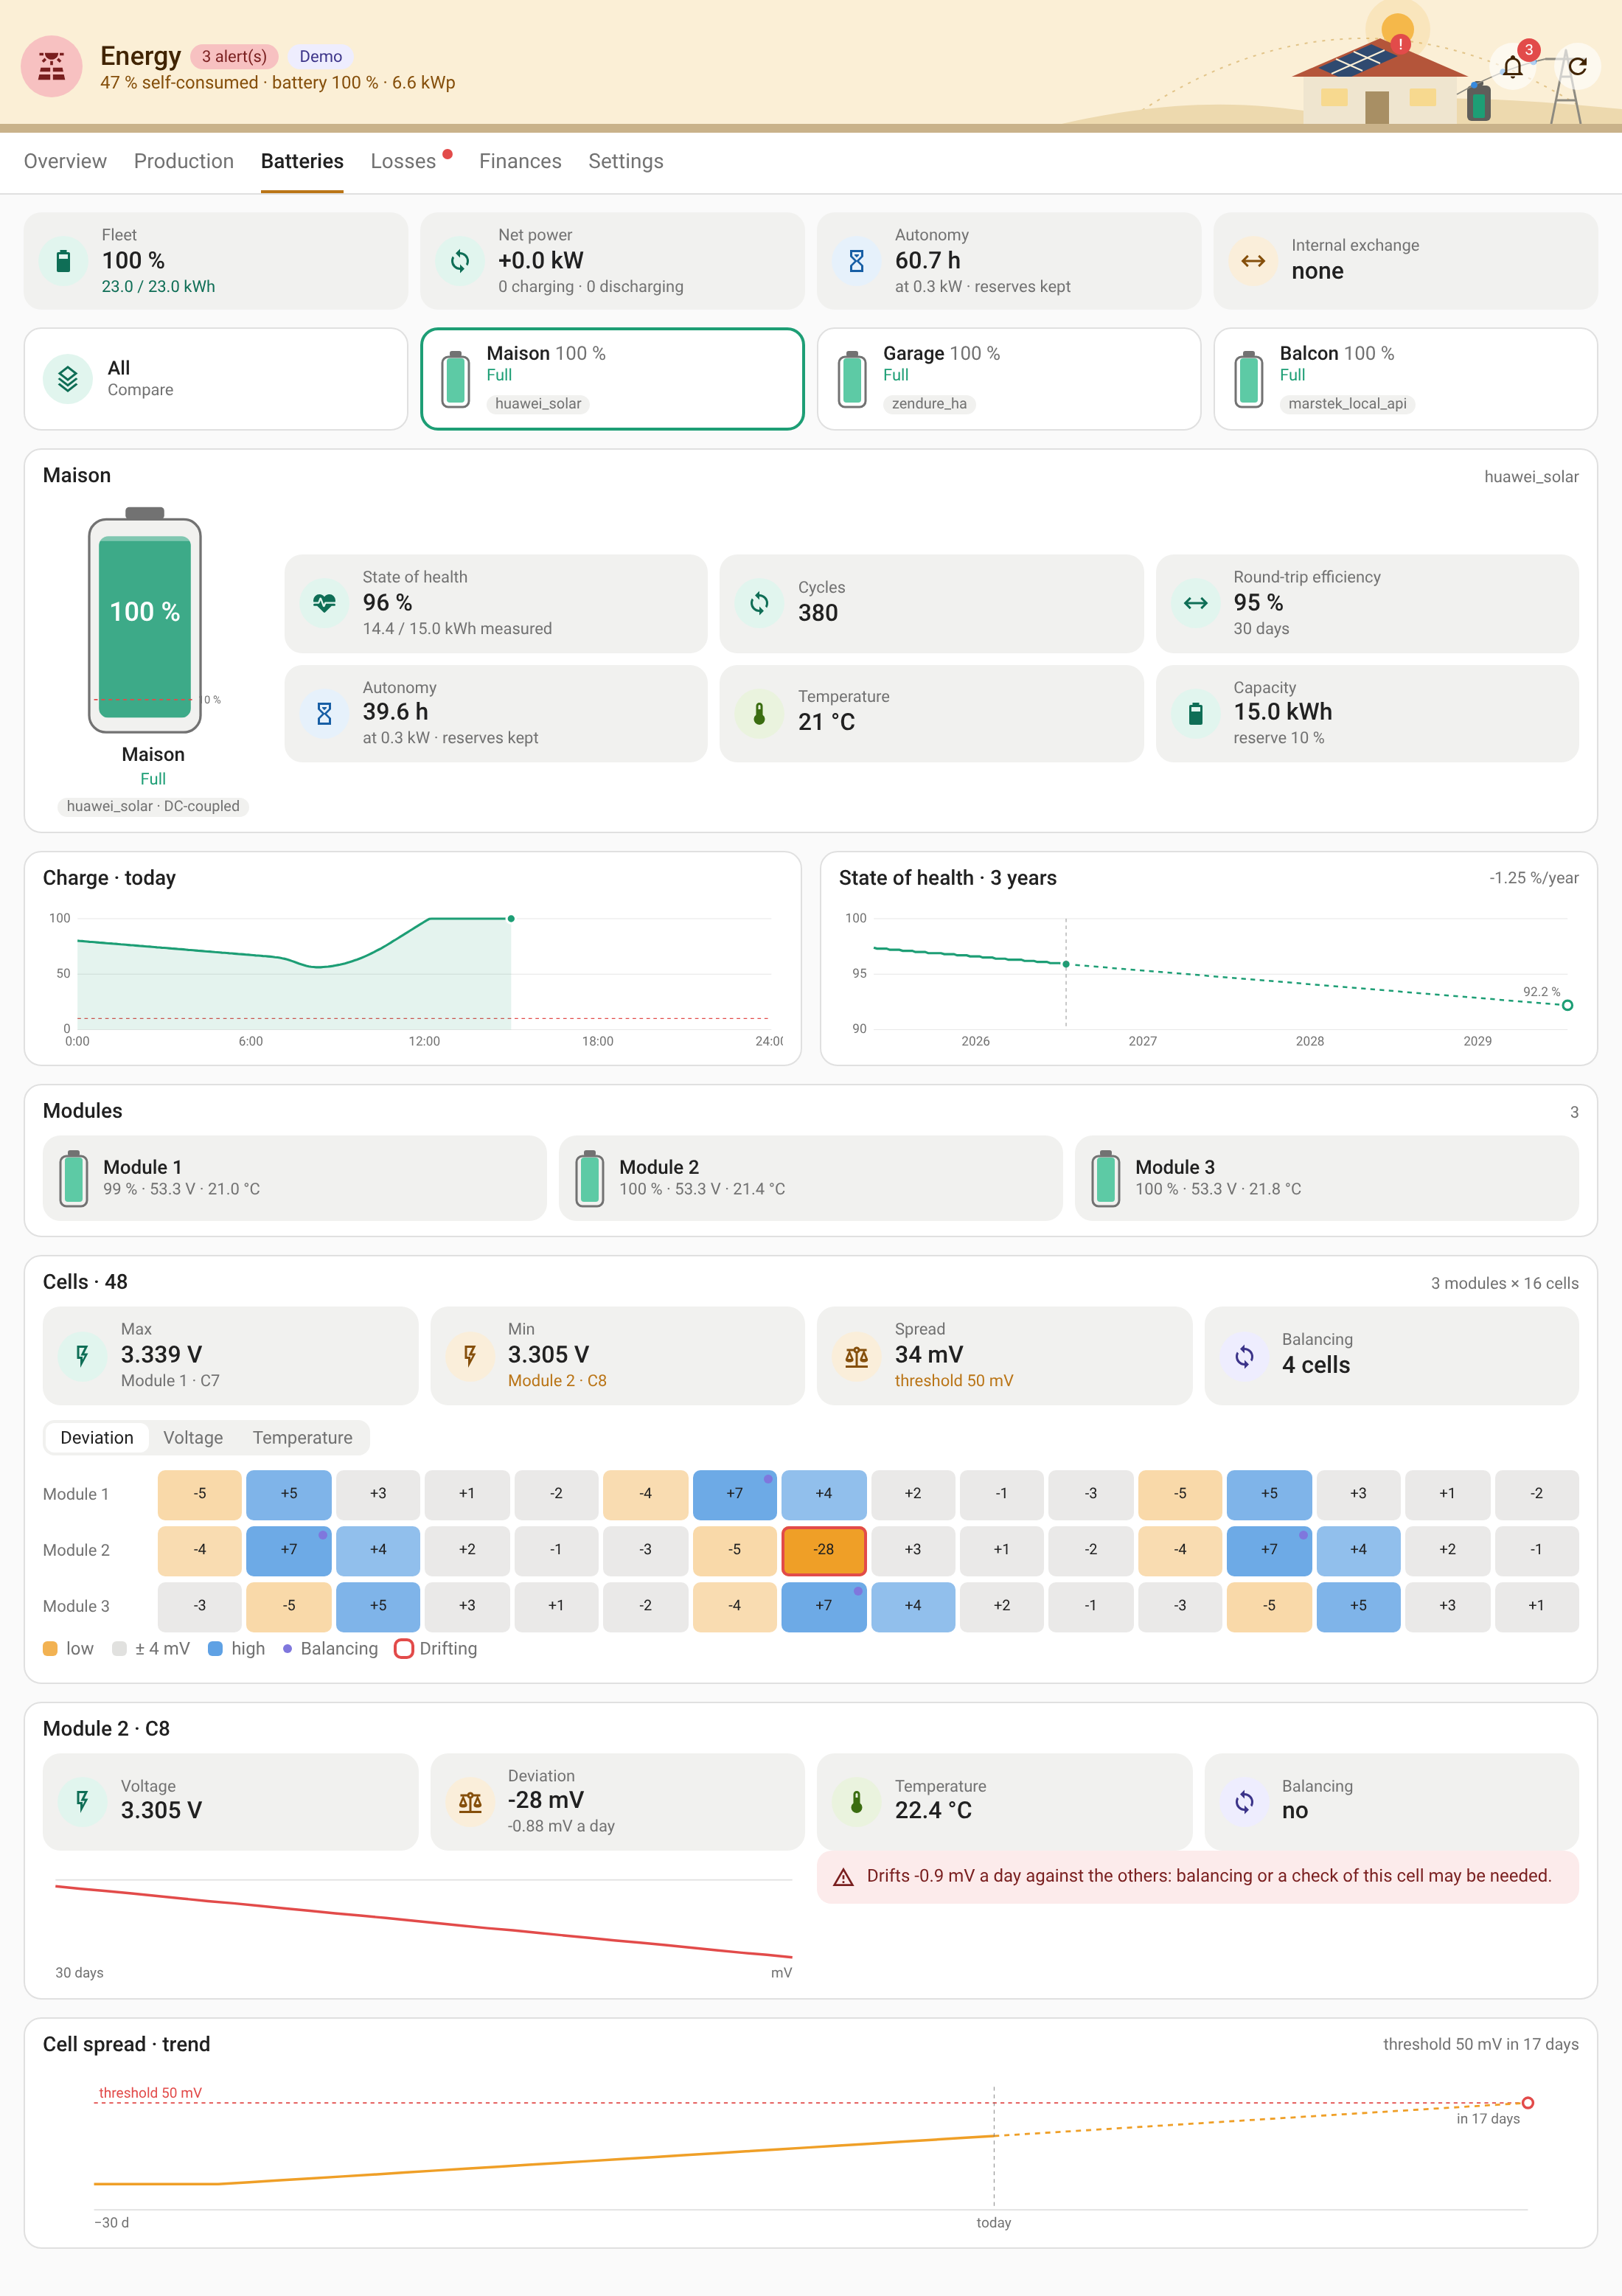 Energy 3 alert(s) Demo
47 % self-consumed · battery 100 % · 6.6 kWp
!
3
Overview Production Batteries Losses Finances Settings
Fleet
100 %
23.0 / 23.0 kWh
Net power
+0.0 kW
0 charging · 0 discharging
Autonomy
60.7 h
at 0.3 kW · reserves kept
Internal exchange
none
All
Compare
Maison 100 %
Full
huawei_solar
Garage 100 %
Full
zendure_ha
Balcon 100 %
Full
marstek_local_api
Maison
huawei_solar
100 %
10 %
Maison
Full
huawei_solar · DC-coupled
State of health
96 %
14.4 / 15.0 kWh measured
Cycles
380
Round-trip efficiency
95 %
30 days
Autonomy
39.6 h
at 0.3 kW · reserves kept
Temperature
21 °C
Capacity
15.0 kWh
reserve 10 %
Charge · today
100
50
0
0:00 6:00 12:00 18:00 24:00
State of health · 3 years
-1.25 %/year
100
95
90
92.2 %
2026 2027 2028 2029
Modules
3
Module 1
99 % · 53.3 V · 21.0 °C
Module 2
100 % · 53.3 V · 21.4 °C
Module 3
100 % · 53.3 V · 21.8 °C
Cells · 48
3 modules × 16 cells
Max
3.339 V
Module 1 · C7
Min
3.305 V
Module 2 · C8
Spread
34 mV
threshold 50 mV
Balancing
4 cells
Deviation Voltage Temperature
Module 1 -5 +5 +3 +1 -2 -4 +7 +4 +2 -1 -3 -5 +5 +3 +1 -2
Module 2 -4 +7 +4 +2 -1 -3 -5 -28 +3 +1 -2 -4 +7 +4 +2 -1
Module 3 -3 -5 +5 +3 +1 -2 -4 +7 +4 +2 -1 -3 -5 +5 +3 +1
low ± 4 mV high Balancing Drifting
Module 2 · C8
Voltage
3.305 V
Deviation
-28 mV
-0.88 mV a day
Temperature
22.4 °C
Balancing
no
30 days mV
Drifts -0.9 mV a day against the others: balancing or a check of this cell may be needed.
Cell spread · trend
threshold 50 mV in 17 days
threshold 50 mV
in 17 days
−30 d today